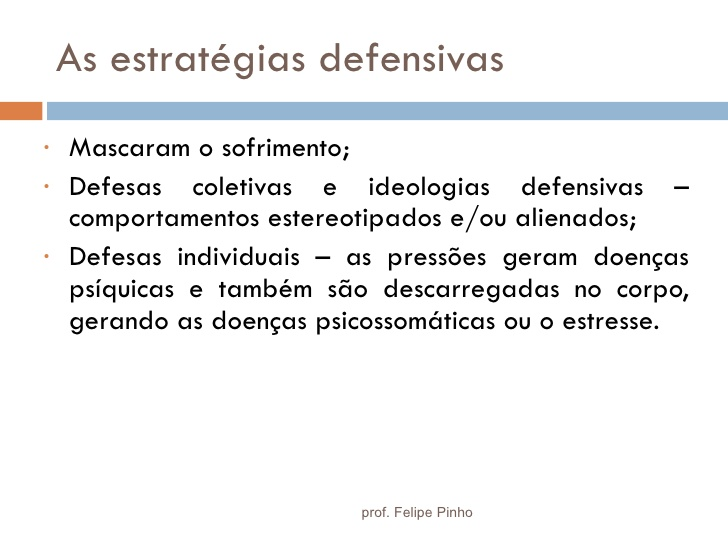 As estratégias defensivas
• Mascaram o sofrimento;
• Defesas coletivas e ideologias defensivas –
comportamentos estereotipados e/ou alienados;
• Defesas individuais – as pressões geram doenças
psíquicas e também são descarregadas no corpo,
gerando as doenças psicossomáticas ou o estresse.
prof. Felipe Pinho